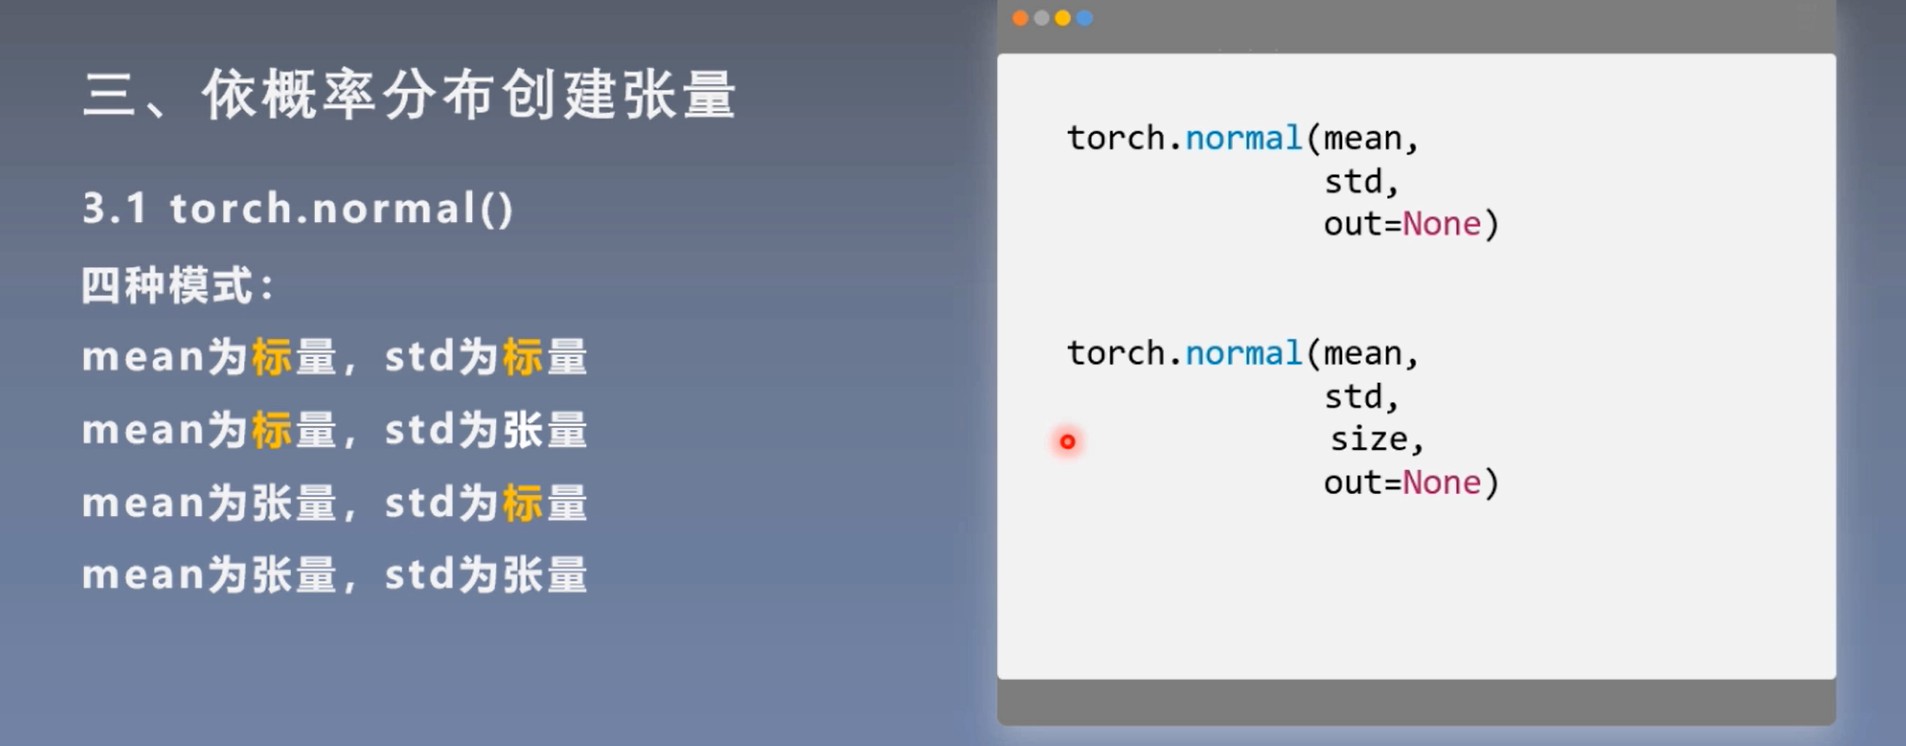 三、依概率分布创建张量
3.1 torch.normal()
四种模式：
mean为标量，std为标量
mean为标量，std为张量
mean为张量，std为标量
mean为张量，std为张量
torch.normal(mean,
std,
out=None)
torch.normal(mean,
std,
size,
out=None)